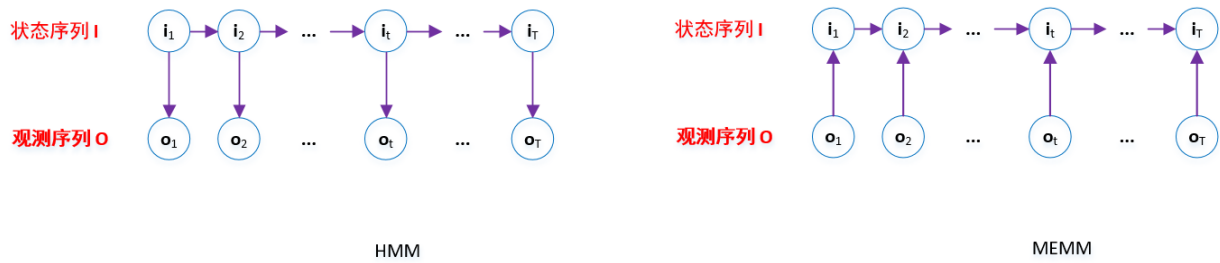 状态序列 I i1 i2 ... it ... iT
观测序列 O o1 o2 ... ot ... oT
HMM
状态序列 I i1 i2 ... it ... iT
观测序列 O o1 o2 ... ot ... oT
MEMM